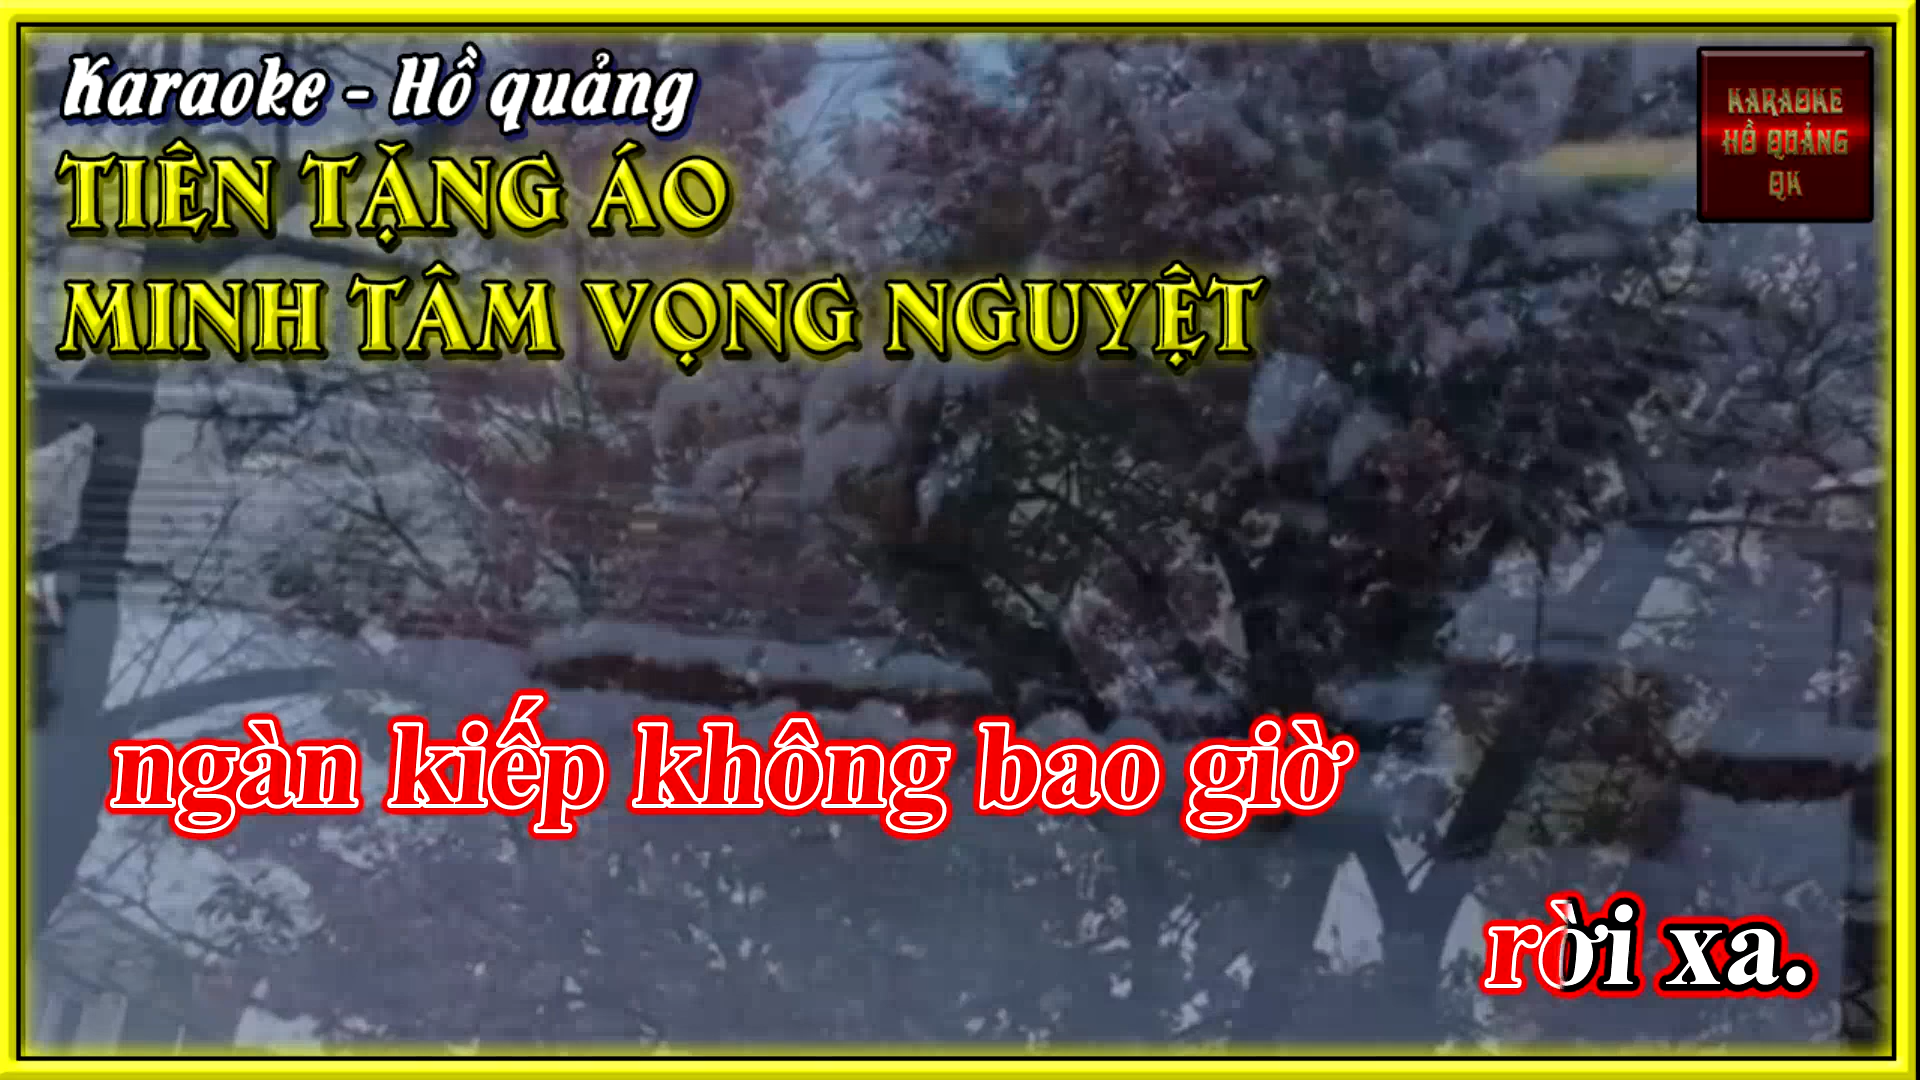 Karaoke - Hồ quảng
TIÊN TẶNG ÁO
MINH TÂM VỌNG NGUYỆT
KARAOKE
HỒ QUẢNG
QK
ngàn kiếp không bao giờ
rời xa.